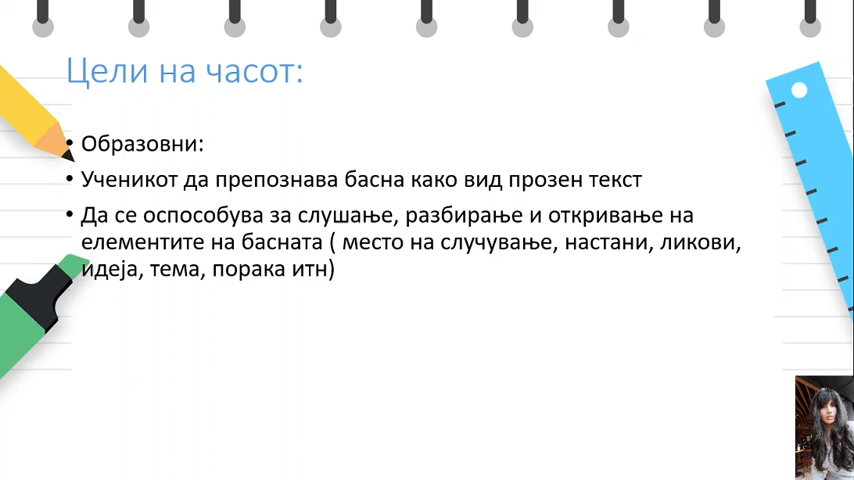 Цели на часот:
• Образовни:
• Ученикот да препознава басна како вид прозен текст
• Да се оспособува за слушање, разбирање и откривање на
елементите на басната ( место на случување, настани, ликови,
идеја, тема, порака итн)